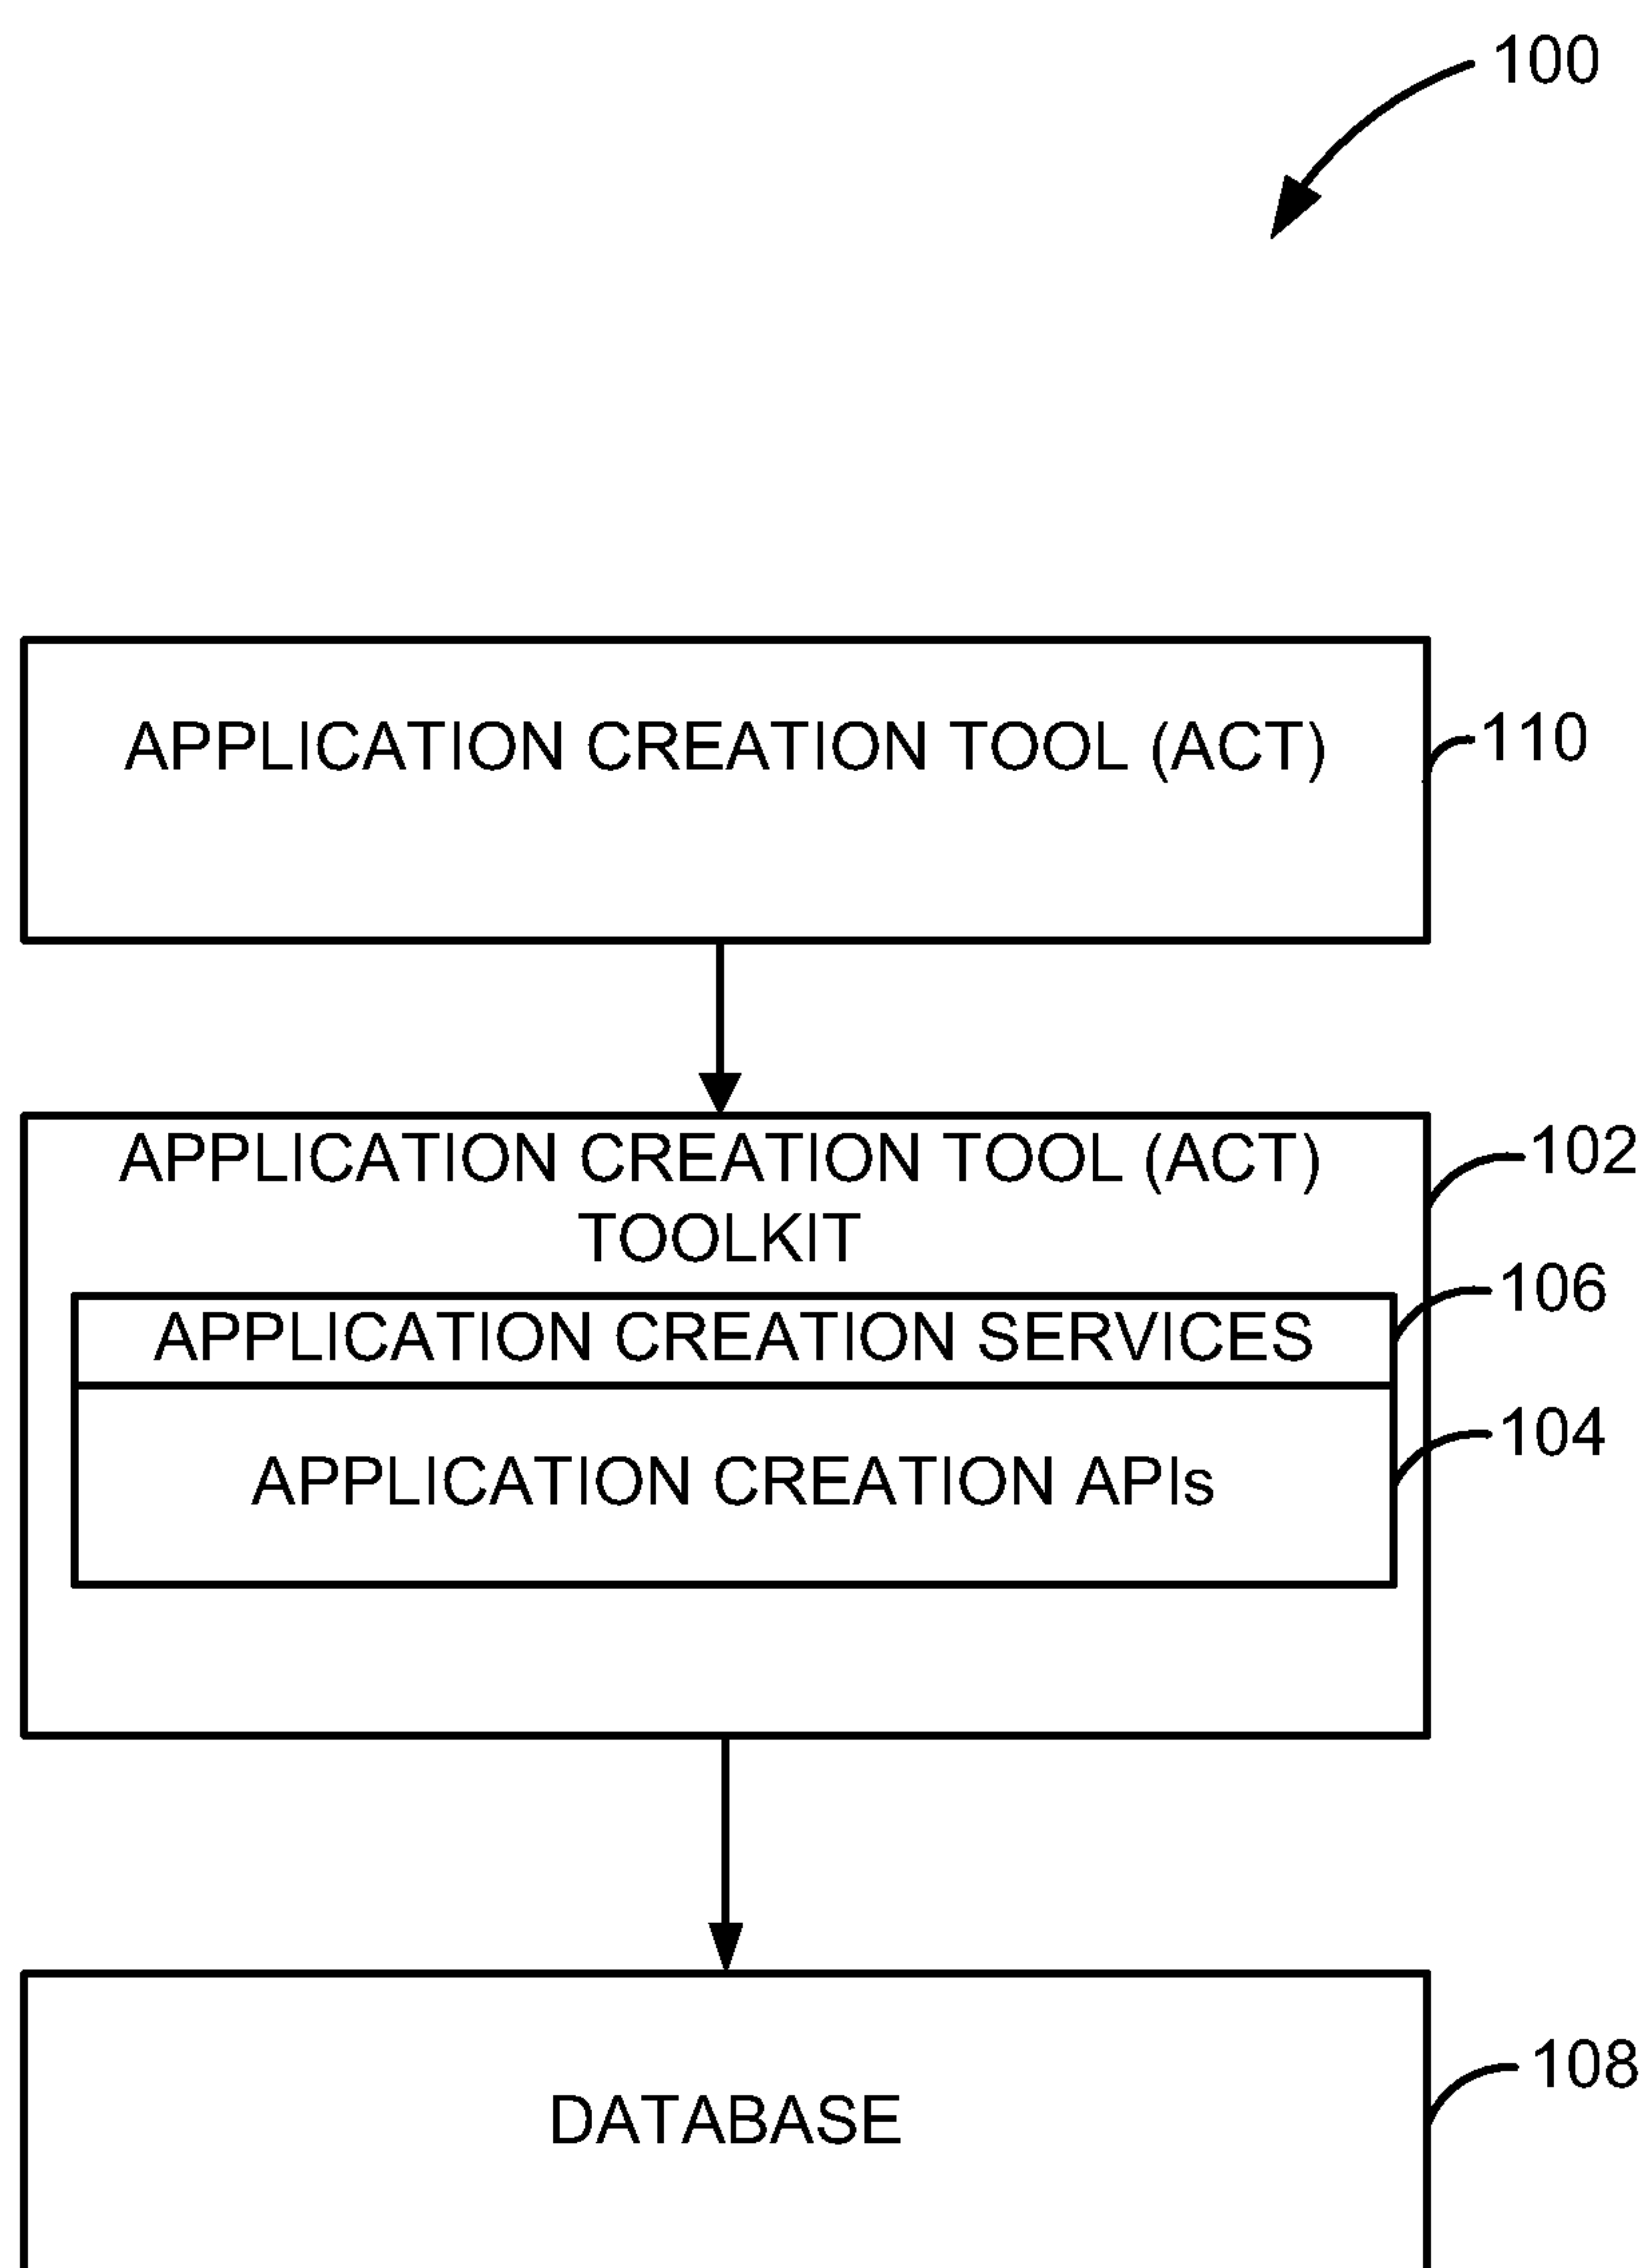 100
APPLICATION CREATION TOOL (ACT)
110
APPLICATION CREATION TOOL (ACT)
TOOLKIT
102
APPLICATION CREATION SERVICES
106
APPLICATION CREATION APIs
104
DATABASE
108